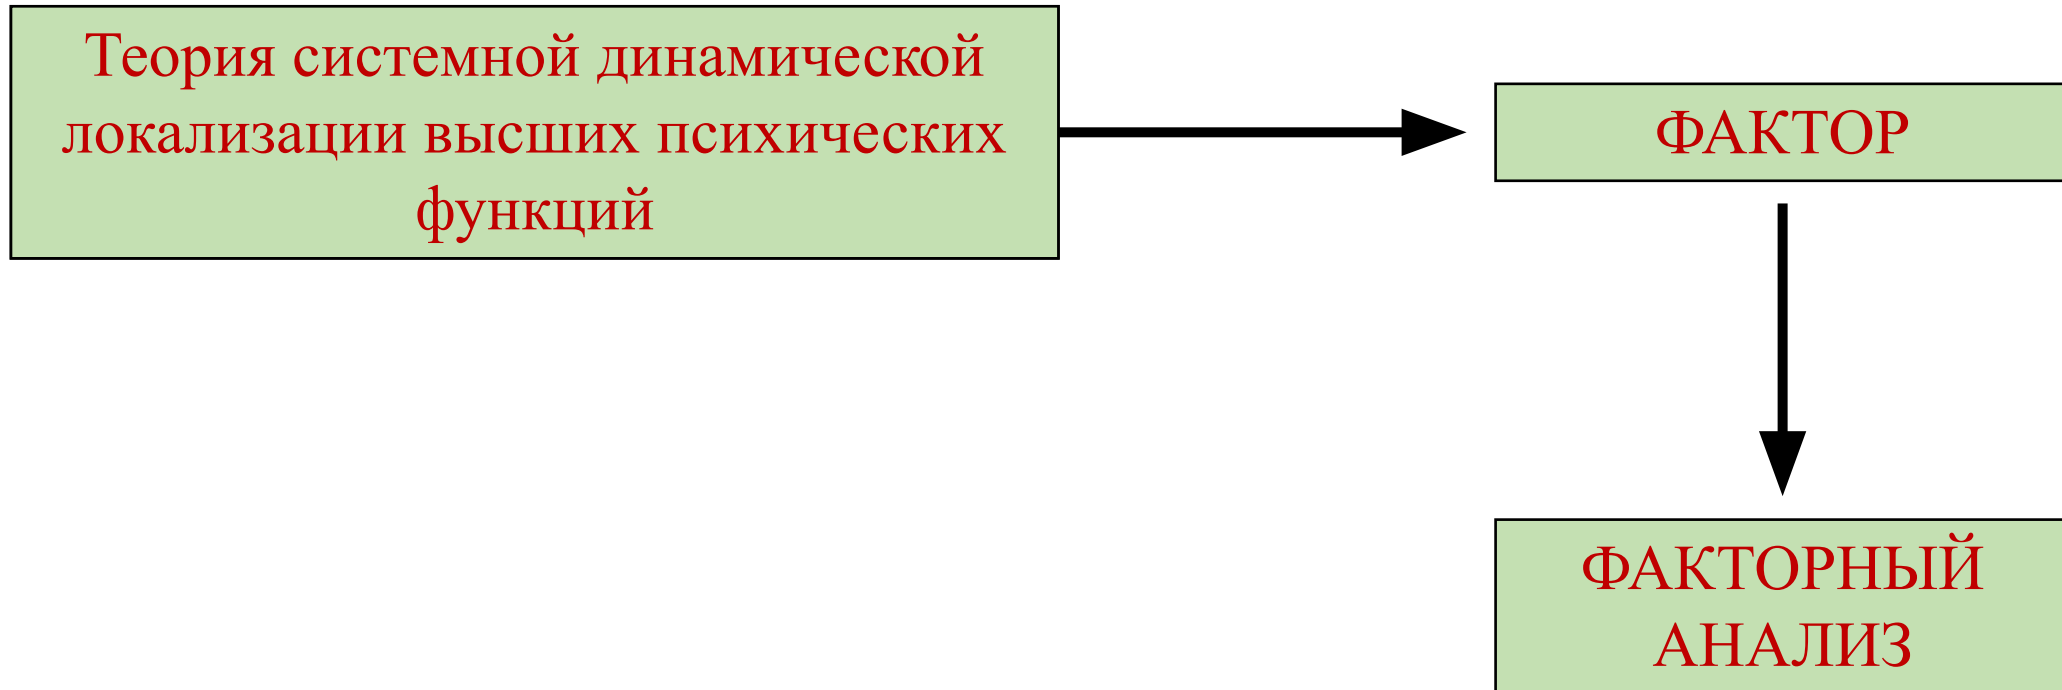 Теория системной динамической
локализации высших психических
функций
ФАКТОР
ФАКТОРНЫЙ
АНАЛИЗ